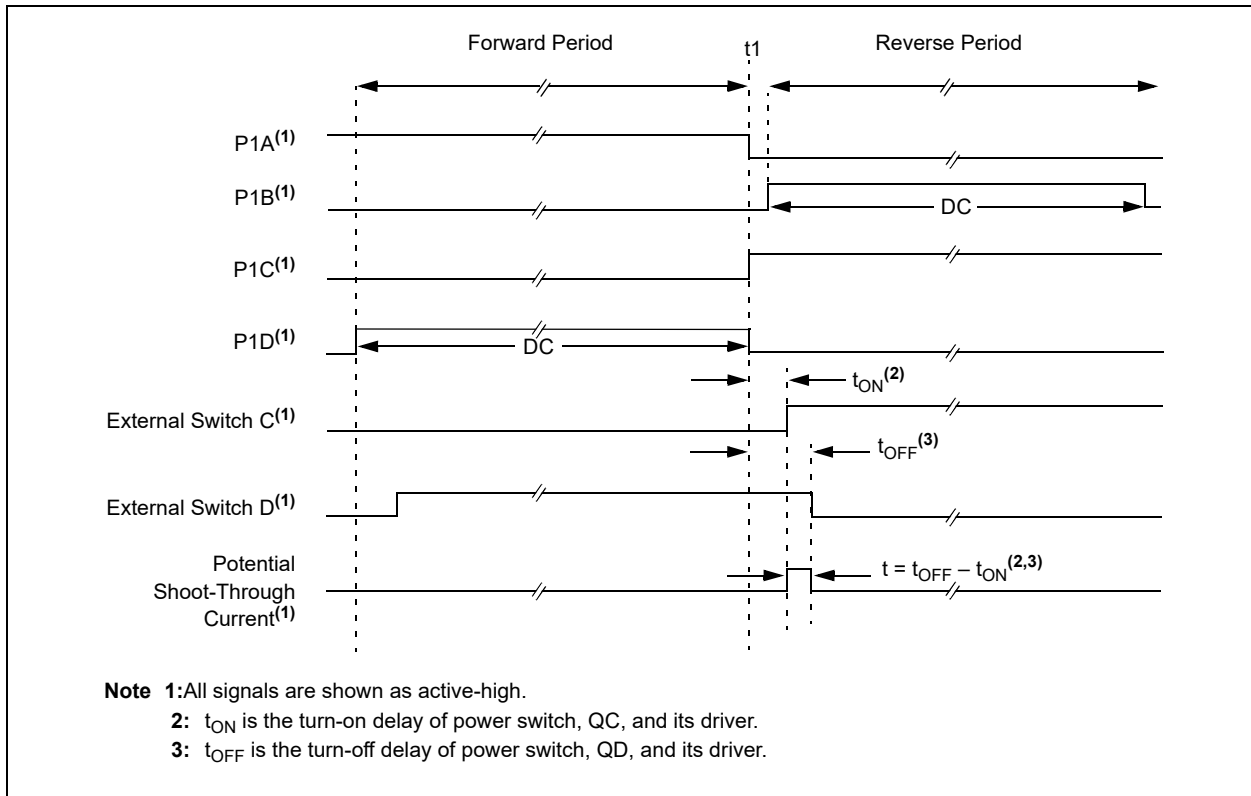 Forward Period
t1
Reverse Period
P1A(1)
P1B(1)
DC
P1C(1)
P1D(1)
DC
tON(2)
External Switch C(1)
tOFF(3)
External Switch D(1)
Potential
Shoot-Through
Current(1)
t = tOFF – tON(2,3)
Note 1:All signals are shown as active-high.
2: tON is the turn-on delay of power switch, QC, and its driver.
3: tOFF is the turn-off delay of power switch, QD, and its driver.